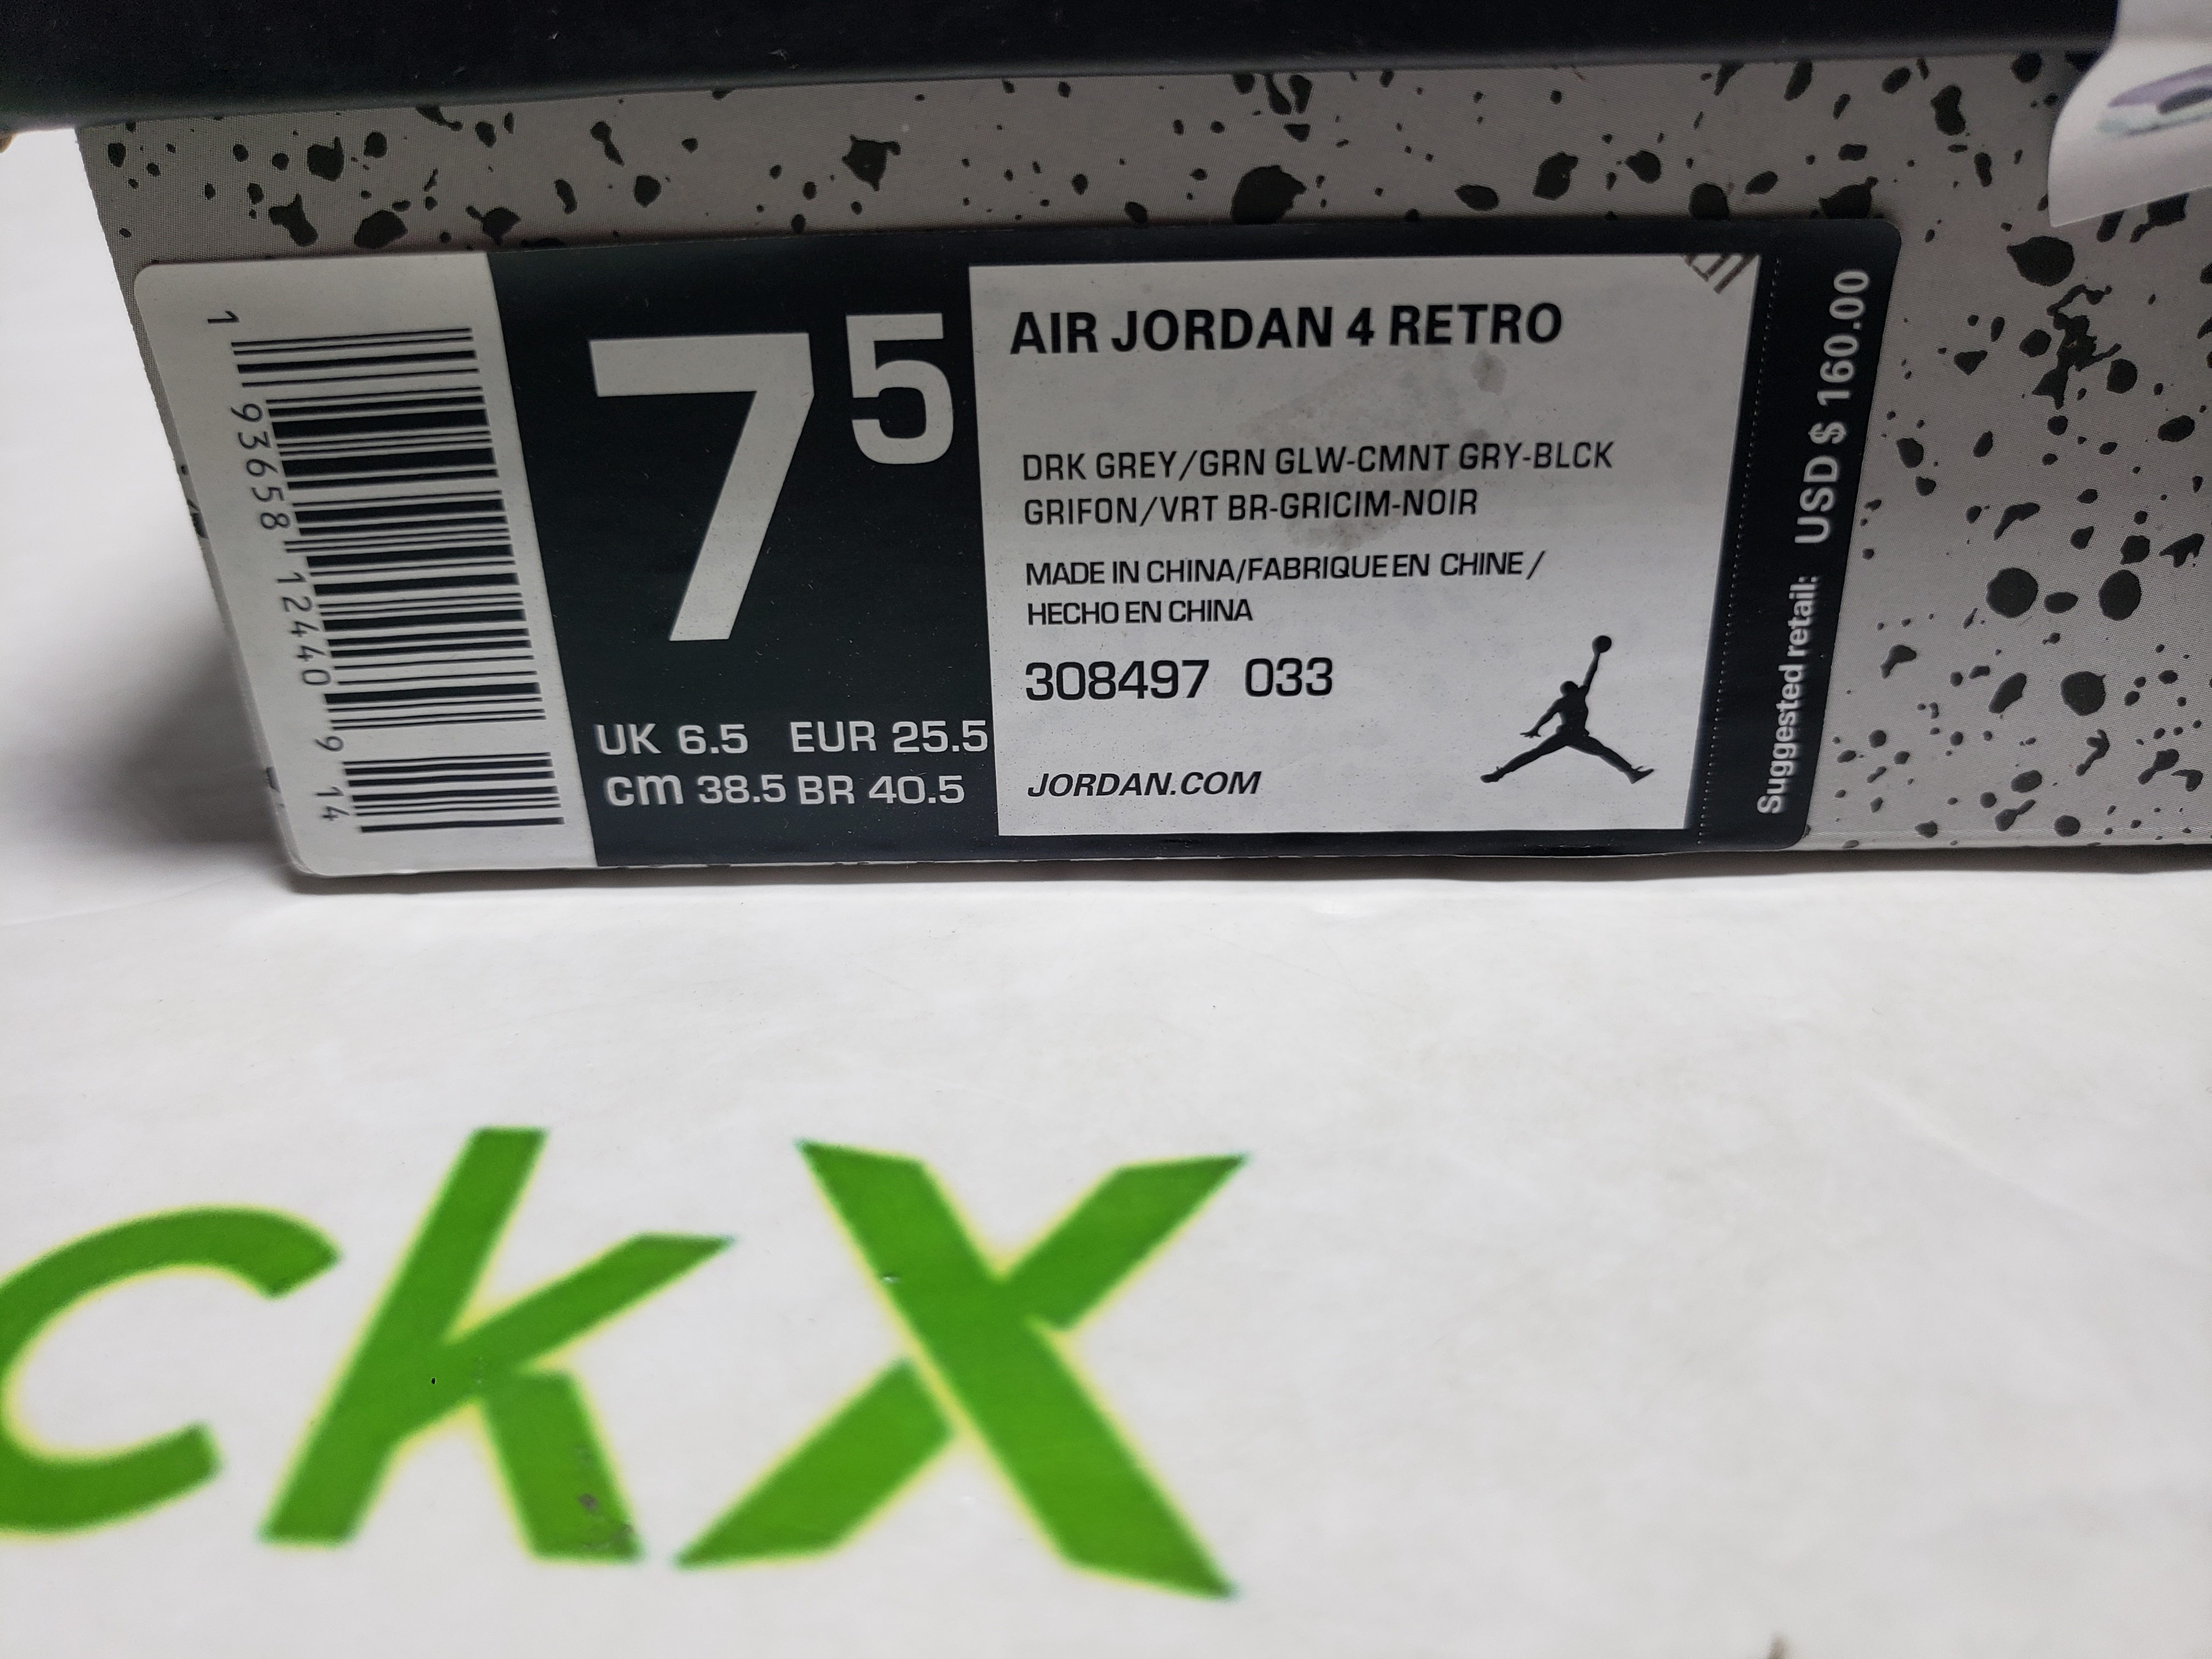 1 93658 12440 9 14
7 5
UK 6.5 EUR 25.5
cm 38.5 BR 40.5
AIR JORDAN 4 RETRO
DRK GREY/GRN GLW-CMNT GRY-BLCK
GRIFON/VRT BR-GRICIM-NOIR
MADE IN CHINA/FABRIQUE EN CHINE/
HECHO EN CHINA
308497 033
JORDAN.COM
Suggested retail: USD $ 160.00
ckX